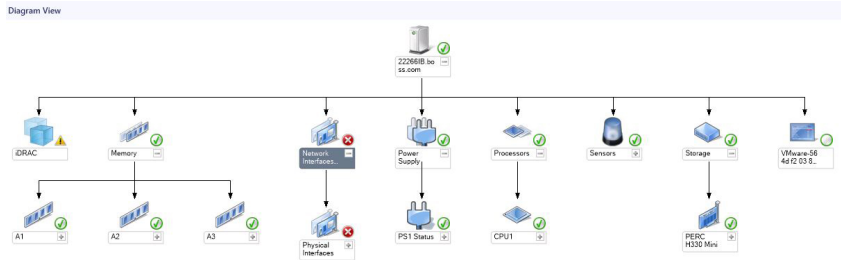 Diagram View
22266IB.bo
ss.com
iDRAC
Memory
Network
Interfaces...
Power
Supply
Processors
Sensors
Storage
VMware-56
4d f2 03 8...
A1
A2
A3
Physical
Interfaces
PS1 Status
CPU1
PERC
H330 Mini